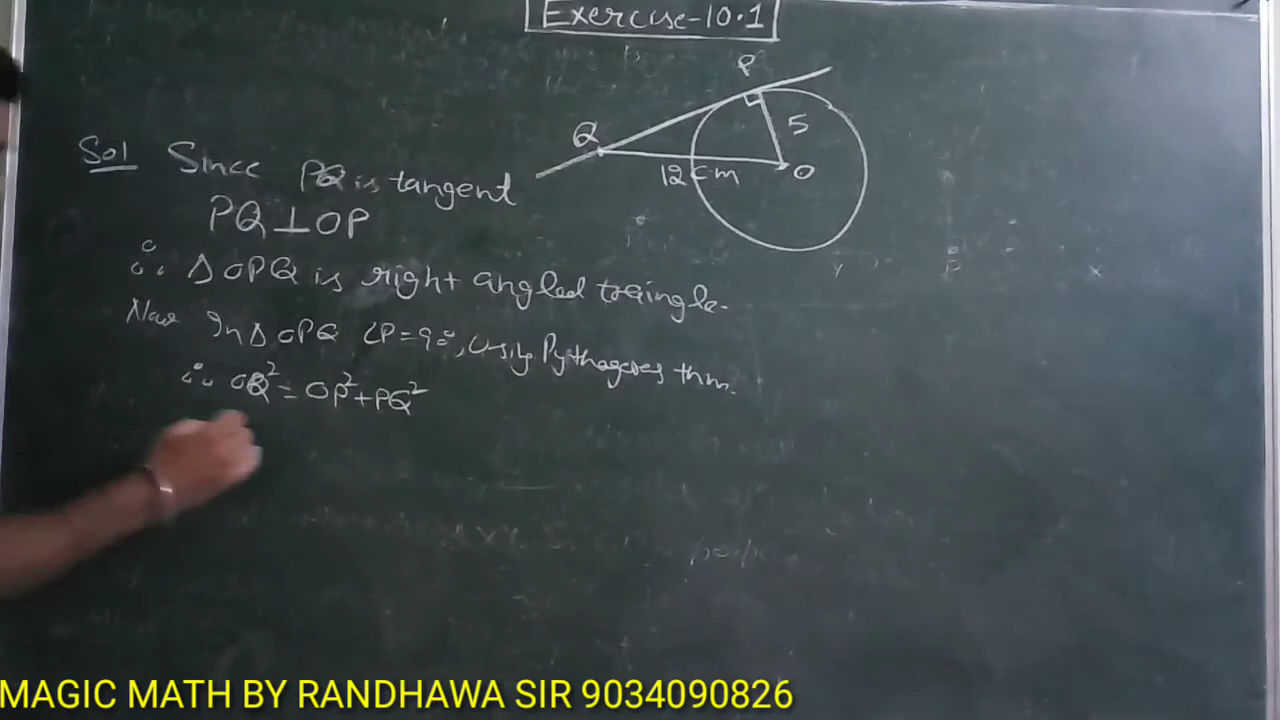 Exercise-10.1
P
Q
5
12 cm
O
Sol Since PQ is tangent
PQ ⊥ OP
∴ Δ OPQ is right angled triangle.
Now In Δ OPQ ∠P = 90°, Using Pythagores thm.
∴ OQ² = OP² + PQ²
MAGIC MATH BY RANDHAWA SIR 9034090826